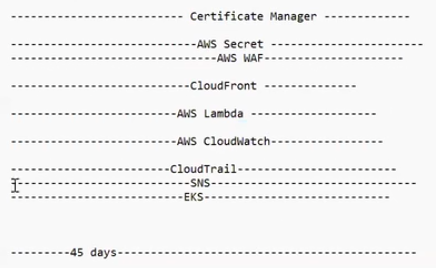 -------------------------- Certificate Manager -------------
----------------------------AWS Secret -----------------------
-------------------------------AWS WAF---------------------
---------------------------CloudFront --------------
-------------------------AWS Lambda -------------------
-------------------------AWS CloudWatch--------------------
------------------------CloudTrail------------------------
---------------------------SNS-------------------------------
--------------------------EKS----------------------------
---------45 days---------------------------------------------